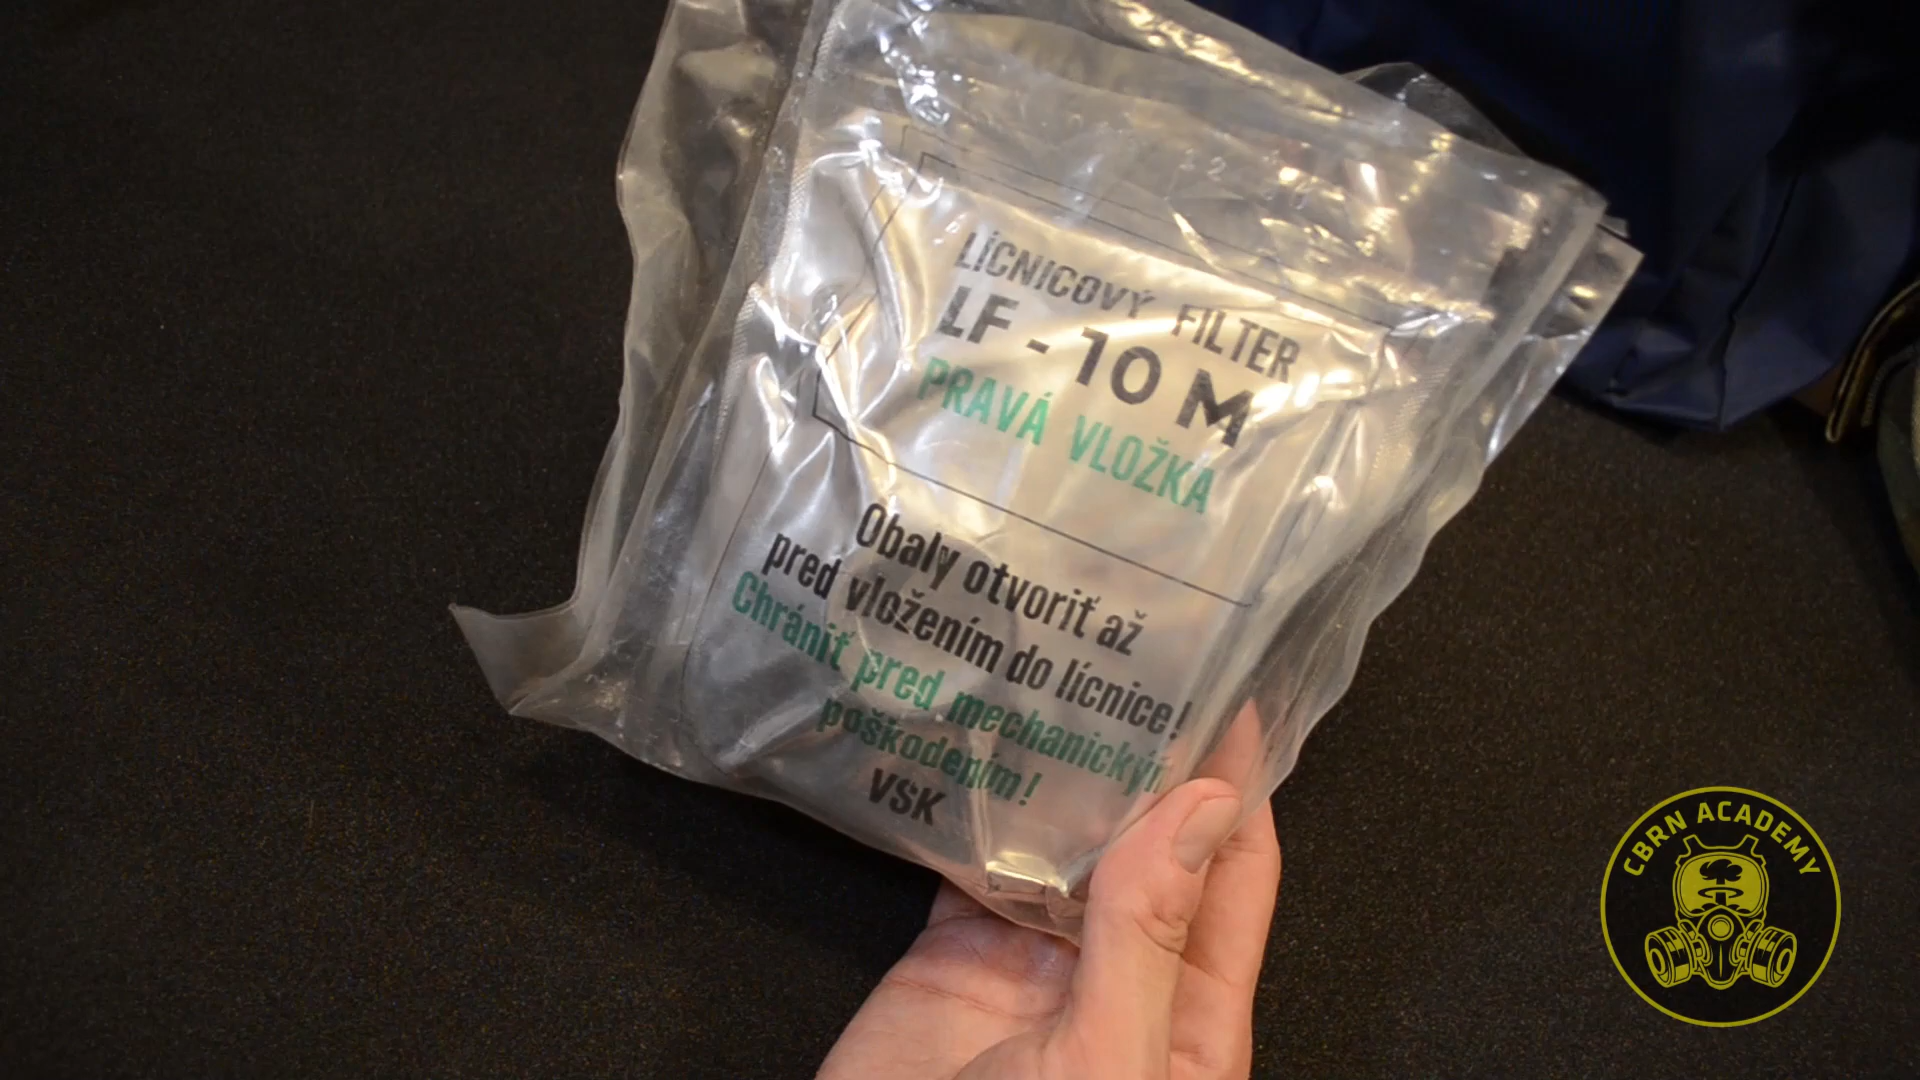 LÍCNICOVÝ FILTER
LF - 10 M
PRAVÁ VLOŽKA
Obaly otvoriť až
pred vložením do lícnice!
Chrániť pred mechanickým
poškodením!
VSK
CBRN ACADEMY